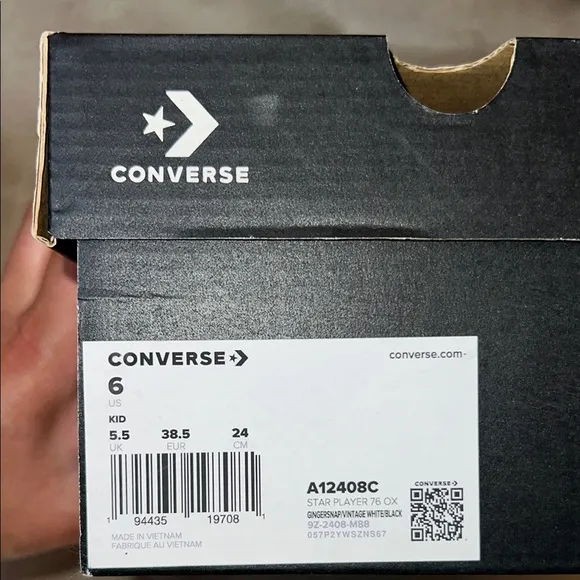 CONVERSE
CONVERSE
converse.com
6
US
KID
5.5 38.5 24
UK EUR CM
1 94435 19708 1
MADE IN VIETNAM
FABRIQUE AU VIETNAM
A12408C
STAR PLAYER 76 OX
GINGERSNAP/VINTAGE WHITE/BLACK
9Z-2408-M88
057P2YWSZNS67
CONVERSE